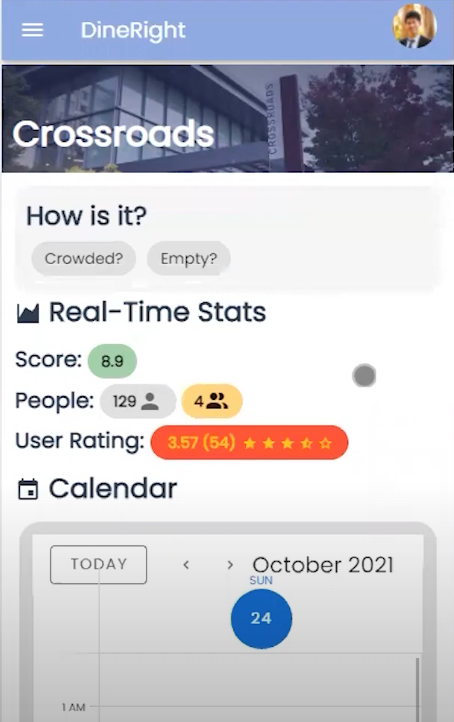 DineRight
Crossroads
CROSSROADS
How is it?
Crowded? Empty?
Real-Time Stats
Score: 8.9
People: 129 4
User Rating: 3.57 (54)
Calendar
TODAY October 2021
SUN
24
1 AM